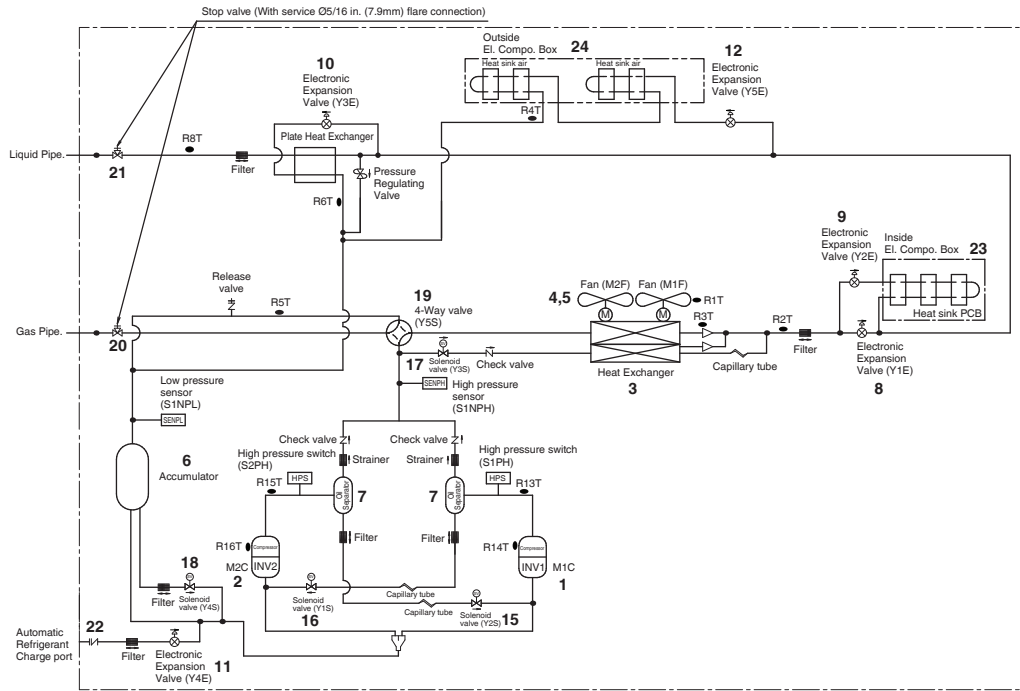 Stop valve (With service Ø5/16 in. (7.9mm) flare connection)
Outside
El. Compo. Box
24
Heat sink air
Heat sink air
12
Electronic
Expansion
Valve (Y5E)
10
Electronic
Expansion
Valve (Y3E)
R4T
Plate Heat Exchanger
R8T
Liquid Pipe.
21
Filter
Pressure
Regulating
Valve
R6T
9
Electronic
Expansion
Valve (Y2E)
Inside
El. Compo. Box
23
Heat sink PCB
Release
valve
R5T
19
4-Way valve
(Y5S)
4,5
Fan (M2F)
Fan (M1F)
M
M
R1T
R3T
R2T
Gas Pipe.
20
17
Solenoid
valve (Y3S)
Check valve
Heat Exchanger
3
Capillary tube
Filter
Electronic
Expansion
Valve (Y1E)
8
Low pressure
sensor
(S1NPL)
SENPL
SENPH
High pressure
sensor
(S1NPH)
Check valve
Check valve
High pressure switch
(S2PH)
Strainer
Strainer
High pressure switch
(S1PH)
6
Accumulator
R15T
HPS
Oil
Separator
7
7
Oil
Separator
HPS
R13T
Filter
Filter
R16T
Compressor
INV2
M2C
2
R14T
Compressor
INV1
M1C
1
18
Filter
Solenoid
valve (Y4S)
Solenoid
valve (Y1S)
16
Capillary tube
Capillary tube
Solenoid
valve (Y2S)
15
Automatic
Refrigerant
Charge port
22
Filter
Electronic
Expansion
Valve (Y4E)
11